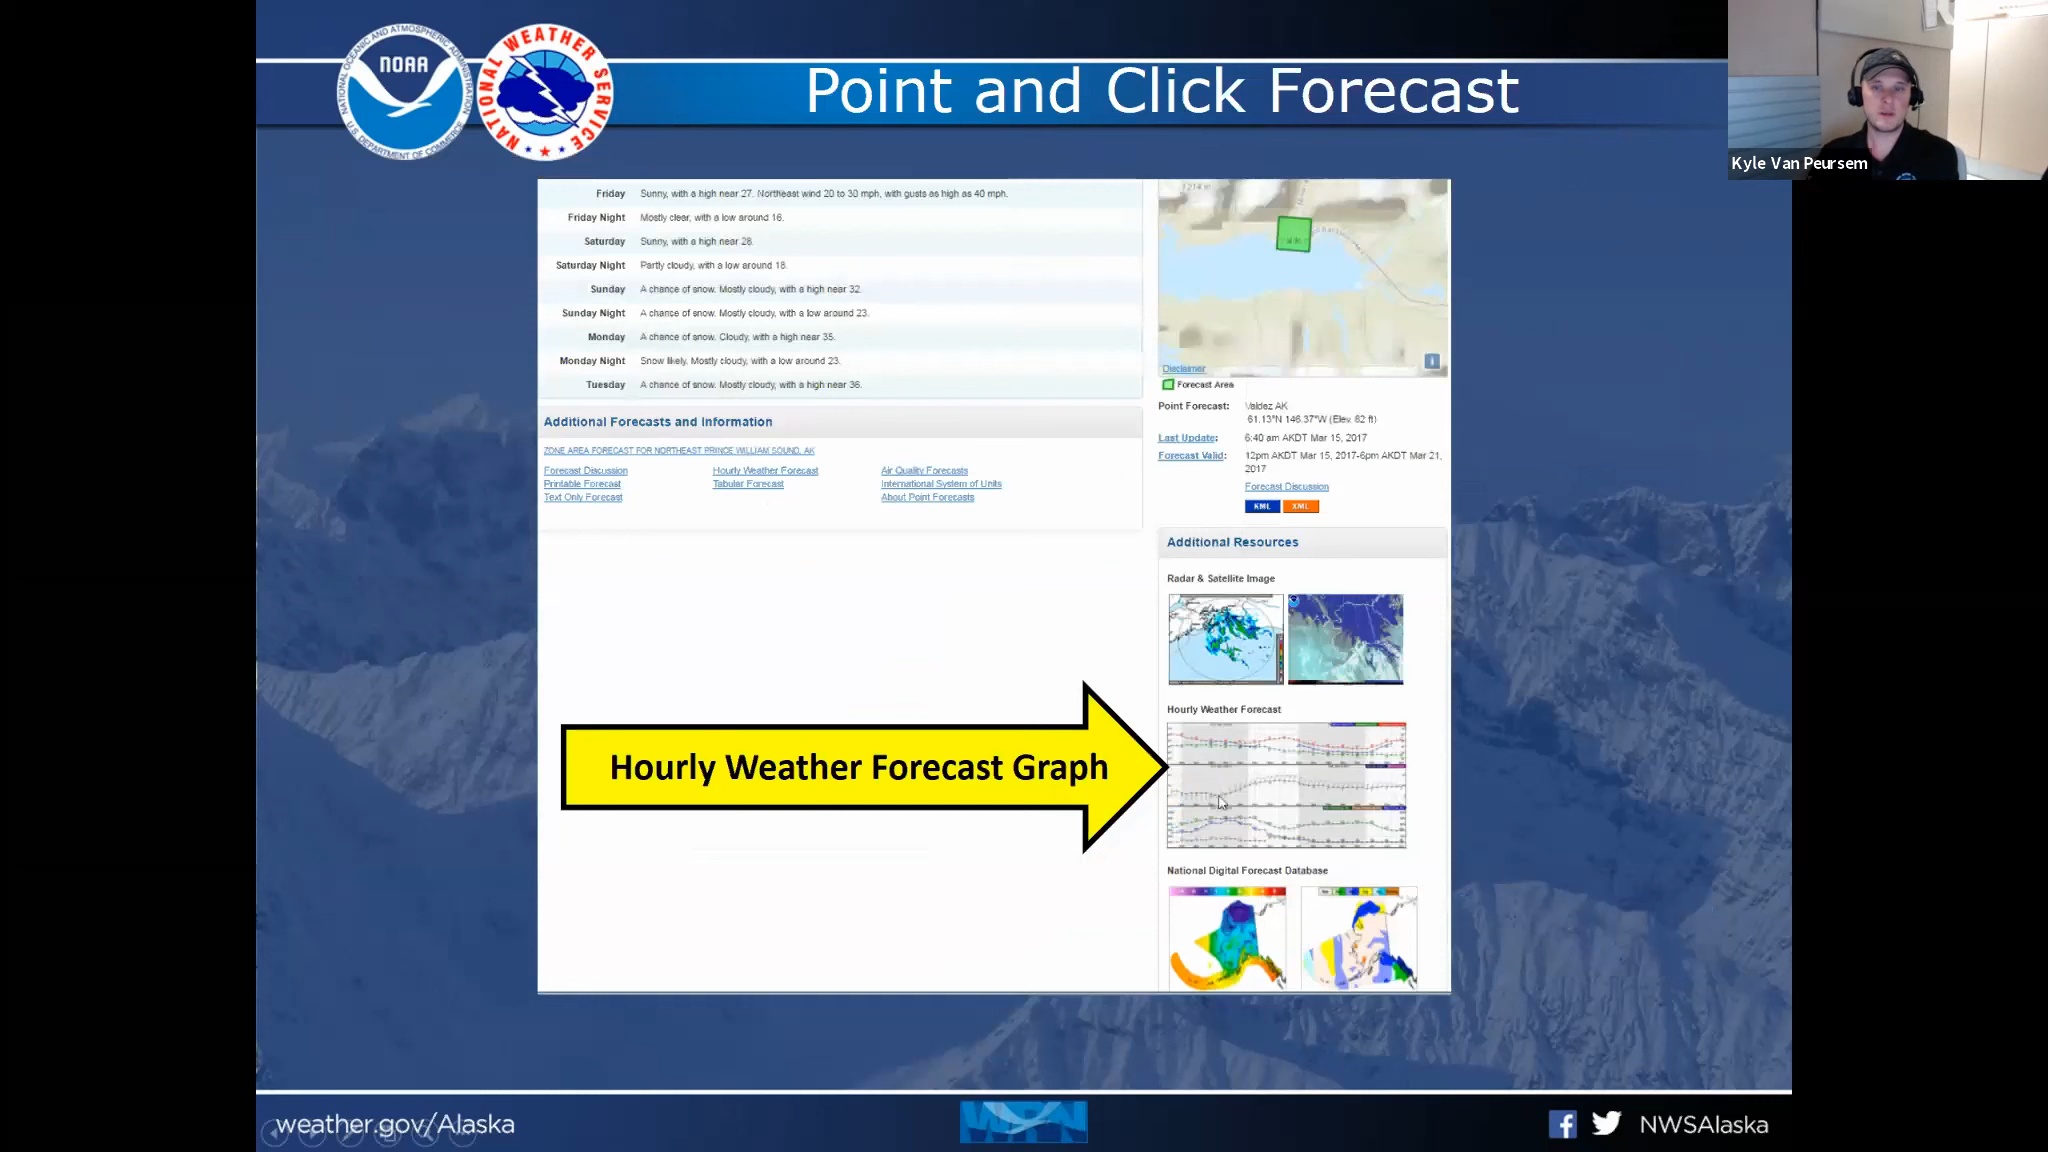 NATIONAL OCEANIC AND ATMOSPHERIC ADMINISTRATION
NOAA
U.S. DEPARTMENT OF COMMERCE
NATIONAL WEATHER SERVICE
Point and Click Forecast
Kyle Van Peursem
Friday Sunny, with a high near 27. Northeast wind 20 to 30 mph, with gusts as high as 40 mph.
Friday Night Mostly clear, with a low around 16.
Saturday Sunny, with a high near 28.
Saturday Night Partly cloudy, with a low around 18.
Sunday A chance of snow. Mostly cloudy, with a high near 32.
Sunday Night A chance of snow. Mostly cloudy, with a low around 23.
Monday A chance of snow. Cloudy, with a high near 35.
Monday Night Snow likely. Mostly cloudy, with a low around 23.
Tuesday A chance of snow. Mostly cloudy, with a high near 36.
Additional Forecasts and Information
ZONE AREA FORECAST FOR NORTHEAST PRINCE WILLIAM SOUND, AK
Forecast Discussion Hourly Weather Forecast Air Quality Forecasts
Printable Forecast Tabular Forecast International System of Units
Text Only Forecast About Point Forecasts
1214 m
Valdez
Disclaimer
i
Forecast Area
Point Forecast: Valdez AK
61.13°N 146.37°W (Elev. 62 ft)
Last Update: 6:40 am AKDT Mar 15, 2017
Forecast Valid: 12pm AKDT Mar 15, 2017-6pm AKDT Mar 21,
2017
Forecast Discussion
KML XML
Additional Resources
Radar & Satellite Image
Hourly Weather Forecast
Hourly Weather Forecast Graph
National Digital Forecast Database
weather.gov/Alaska
WRN
NWSAlaska